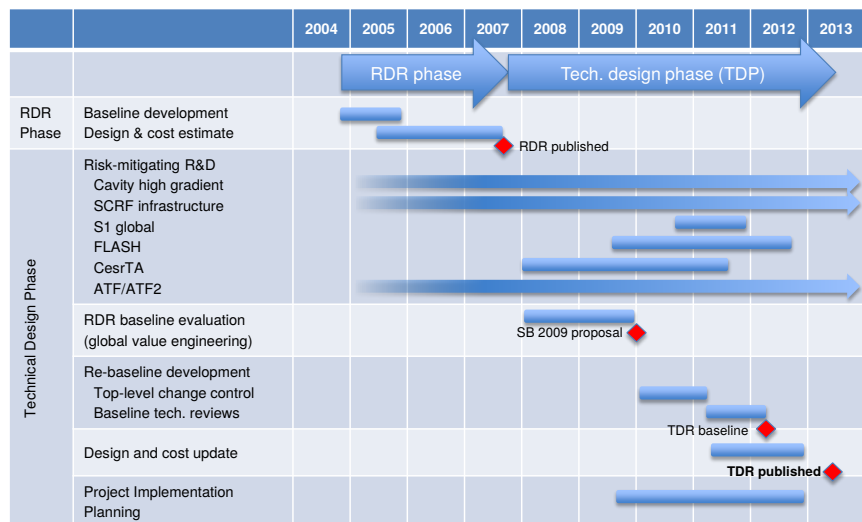 2004 2005 2006 2007 2008 2009 2010 2011 2012 2013
RDR phase Tech. design phase (TDP)
RDR Baseline development
Phase Design & cost estimate
RDR published
Technical Design Phase
Risk-mitigating R&D
Cavity high gradient
SCRF infrastructure
S1 global
FLASH
CesrTA
ATF/ATF2
RDR baseline evaluation
(global value engineering)
SB 2009 proposal
Re-baseline development
Top-level change control
Baseline tech. reviews
TDR baseline
Design and cost update
TDR published
Project Implementation
Planning